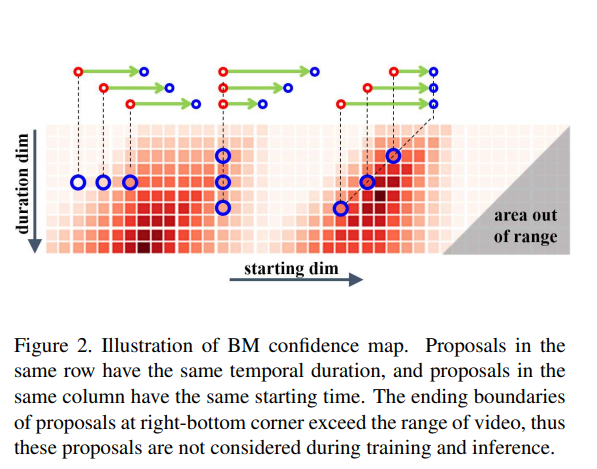 duration dim
area out
of range
starting dim
Figure 2. Illustration of BM confidence map. Proposals in the
same row have the same temporal duration, and proposals in the
same column have the same starting time. The ending boundaries
of proposals at right-bottom corner exceed the range of video, thus
these proposals are not considered during training and inference.